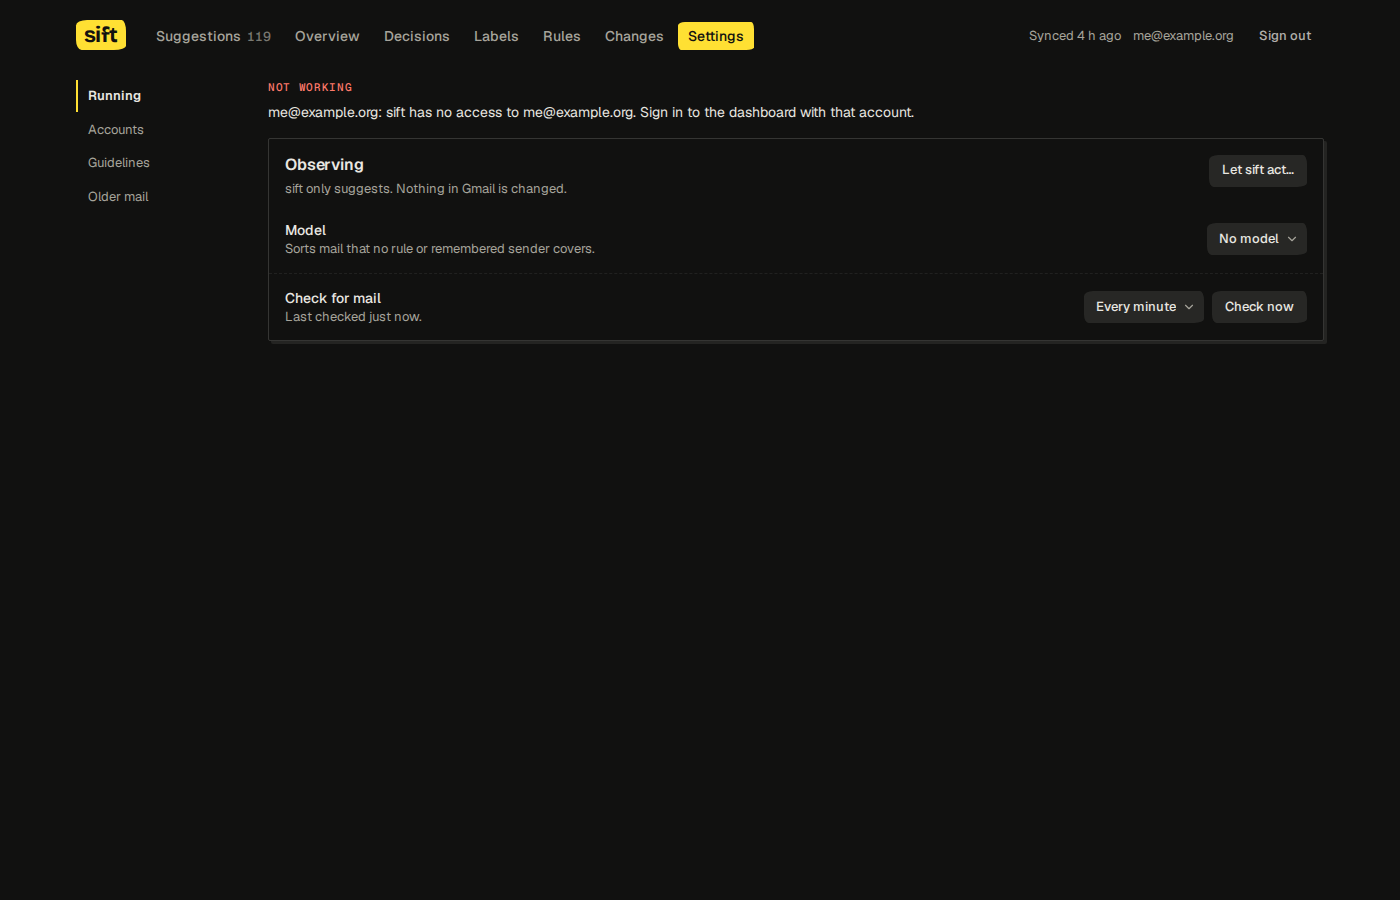 sift Suggestions 119 Overview Decisions Labels Rules Changes Settings Synced 4 h ago me@example.org Sign out
Running
Accounts
Guidelines
Older mail
NOT WORKING
me@example.org: sift has no access to me@example.org. Sign in to the dashboard with that account.
Observing
sift only suggests. Nothing in Gmail is changed.
Let sift act…
Model
Sorts mail that no rule or remembered sender covers.
No model
Check for mail
Last checked just now.
Every minute Check now